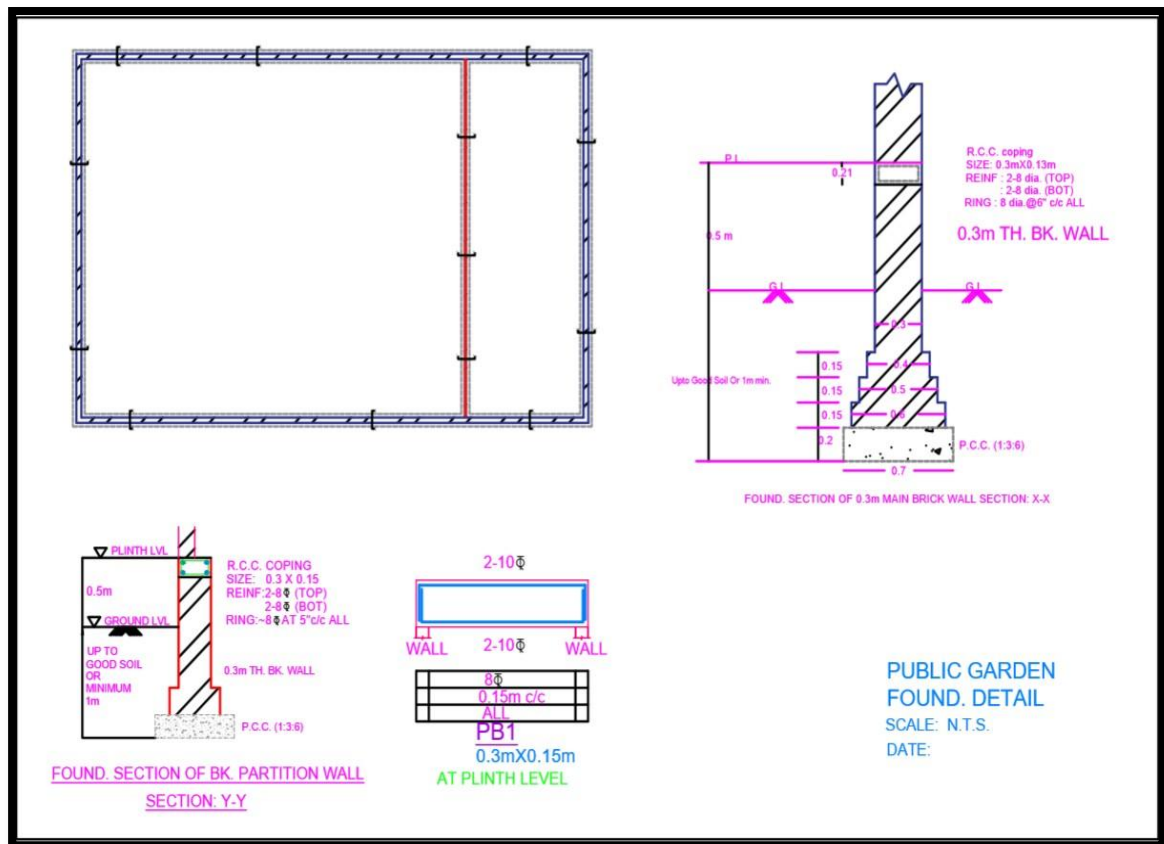 P.L
0.21
R.C.C. coping
SIZE: 0.3mX0.13m
REINF : 2-8 dia. (TOP)
: 2-8 dia. (BOT)
RING : 8 dia.@6" c/c ALL
0.3m TH. BK. WALL
0.5 m
G.L
G.L
0.3
Upto Good Soil Or 1m min.
0.15
0.4
0.15
0.5
0.15
0.6
0.2
P.C.C. (1:3:6)
0.7
FOUND. SECTION OF 0.3m MAIN BRICK WALL SECTION: X-X
PLINTH LVL
0.5m
GROUND LVL
UP TO
GOOD SOIL
OR
MINIMUM
1m
R.C.C. COPING
SIZE: 0.3 X 0.15
REINF:2-8Φ (TOP)
2-8Φ (BOT)
RING:~8Φ AT 5"c/c ALL
0.3m TH. BK. WALL
P.C.C. (1:3:6)
FOUND. SECTION OF BK. PARTITION WALL
SECTION: Y-Y
2-10Φ
WALL
2-10Φ
WALL
8Φ
0.15m c/c
ALL
PB1
0.3mX0.15m
AT PLINTH LEVEL
PUBLIC GARDEN
FOUND. DETAIL
SCALE: N.T.S.
DATE: